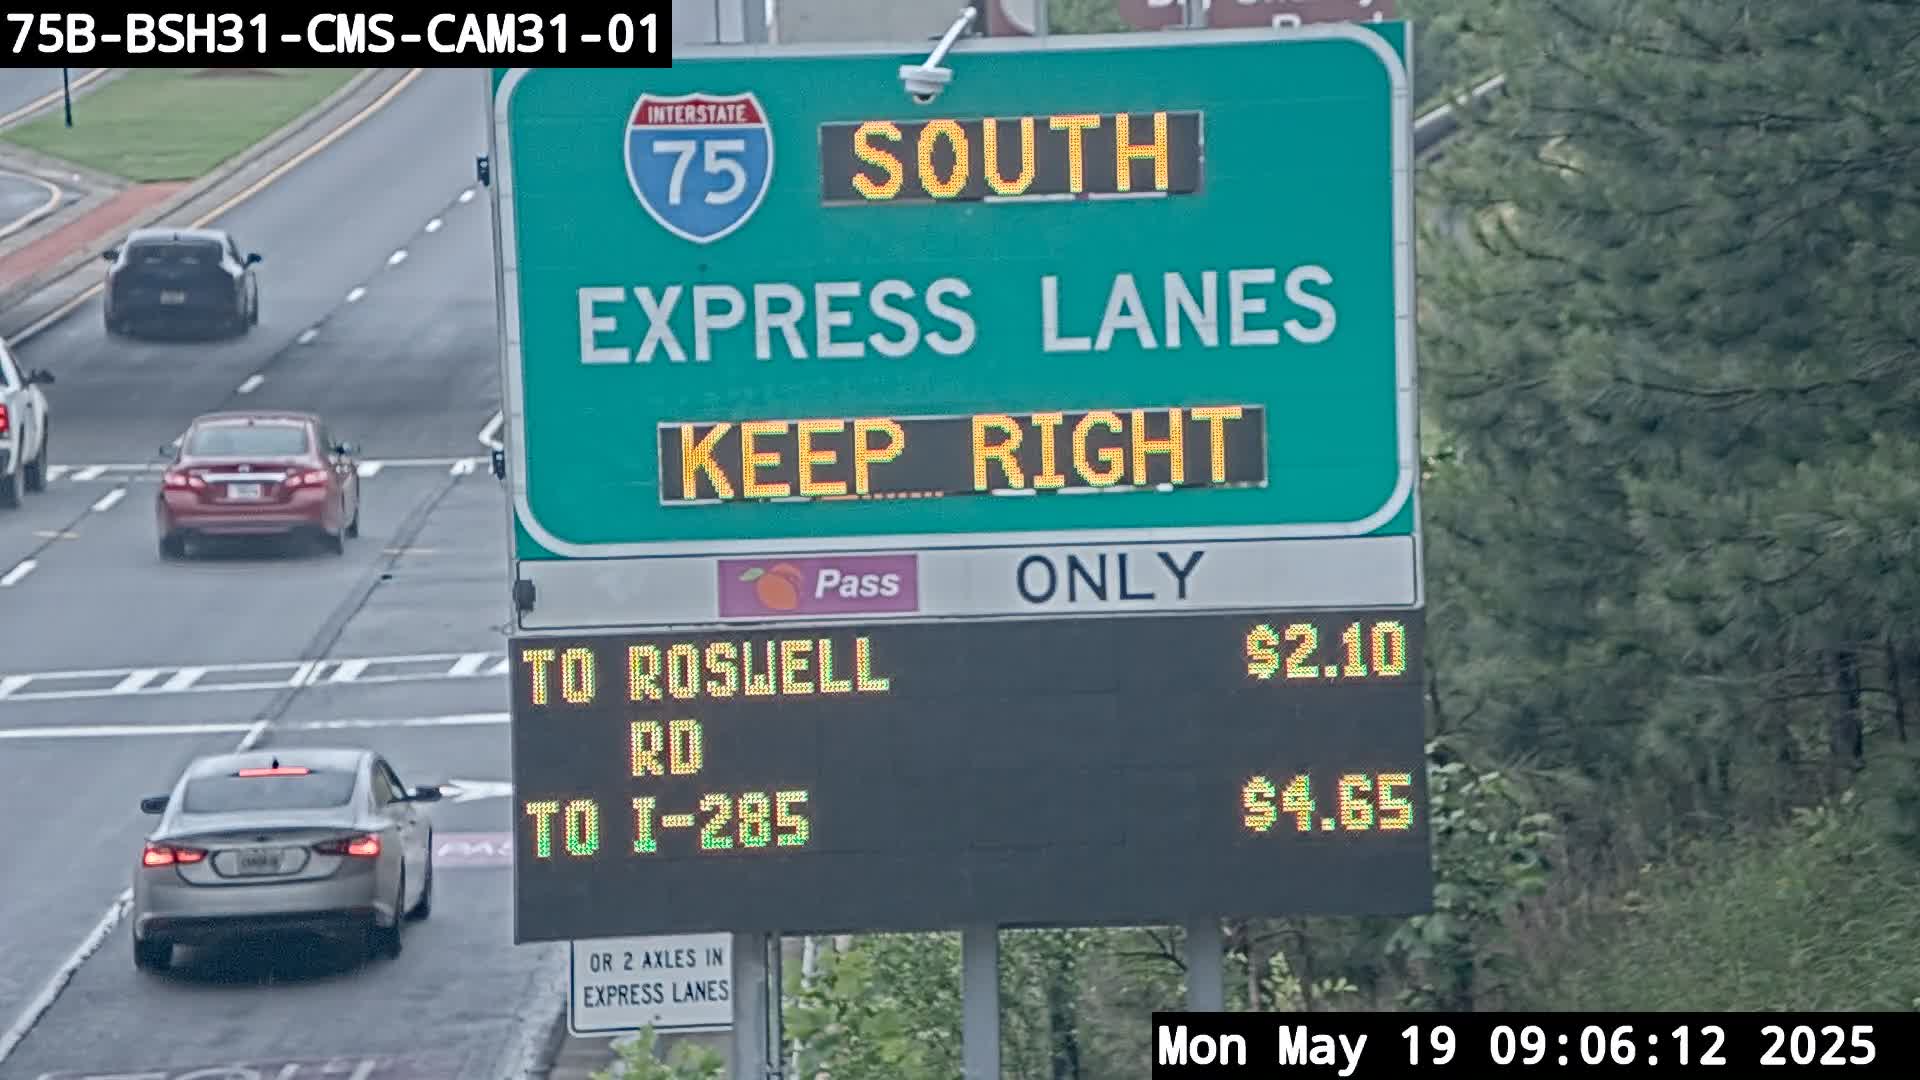 75B-BSH31-CMS-CAM31-01
INTERSTATE
75
SOUTH
EXPRESS LANES
KEEP RIGHT
Pass ONLY
TO ROSWELL $2.10
RD
TO I-285 $4.65
OR 2 AXLES IN
EXPRESS LANES
Mon May 19 09:06:12 2025